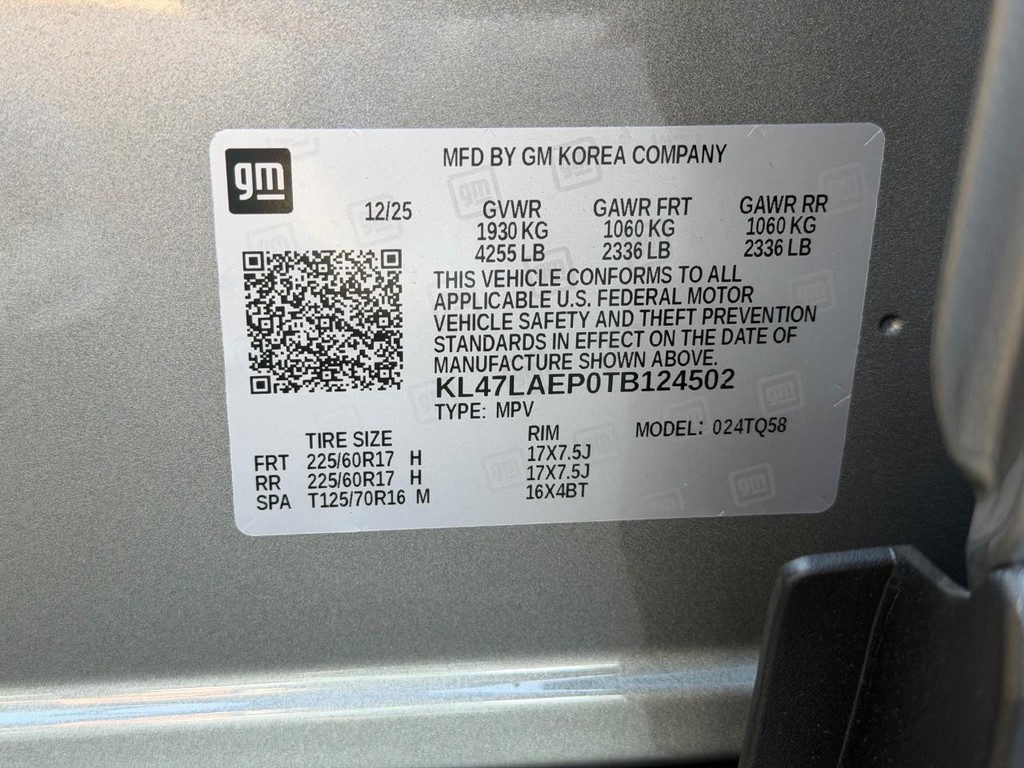 gm
MFD BY GM KOREA COMPANY
12/25 GVWR GAWR FRT GAWR RR
1930 KG 1060 KG 1060 KG
4255 LB 2336 LB 2336 LB
THIS VEHICLE CONFORMS TO ALL
APPLICABLE U.S. FEDERAL MOTOR
VEHICLE SAFETY AND THEFT PREVENTION
STANDARDS IN EFFECT ON THE DATE OF
MANUFACTURE SHOWN ABOVE.
KL47LAEP0TB124502
TYPE: MPV
TIRE SIZE RIM MODEL: 024TQ58
FRT 225/60R17 H 17X7.5J
RR 225/60R17 H 17X7.5J
SPA T125/70R16 M 16X4BT